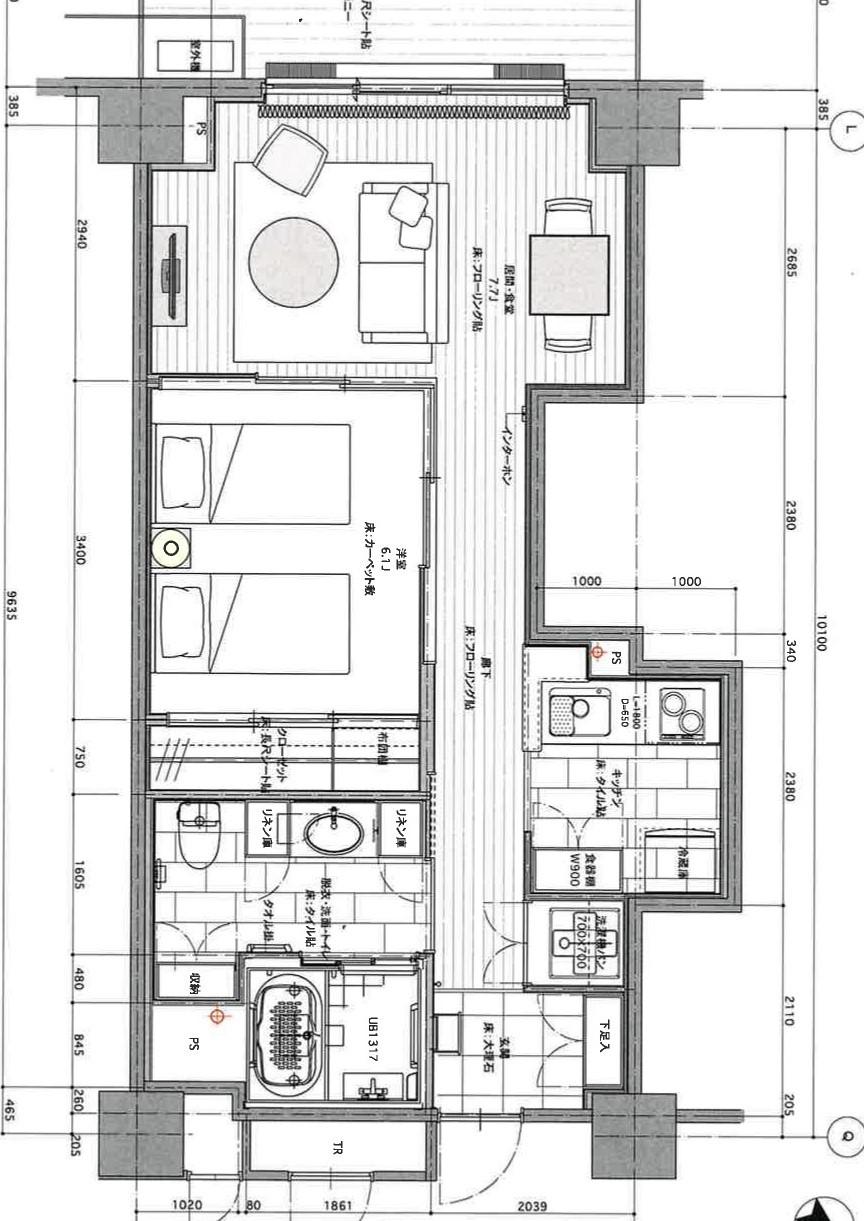 尺シート貼
ニー
室外機
385
PS
385
L
2940
2685
居間・食堂
7.7J
床:フローリング貼
インターホン
2380
3400
洋室
6.1J
床:カーペット敷
1000
1000
9635
10100
340
PS
廊下
床:フローリング貼
L=1800
D=650
750
クローゼット
床:長尺シート貼
布団棚
キッチン
床:タイル貼
2380
リネン庫
リネン庫
食器棚
W900
冷蔵庫
1605
脱衣・洗面・トイレ
床:タイル貼
タオル掛
洗濯機パン
700×700
480
収納
845
PS
UB1317
玄関
床:大理石
下足入
2110
260
465
205
205
TR
Q
1020
80
1861
2039